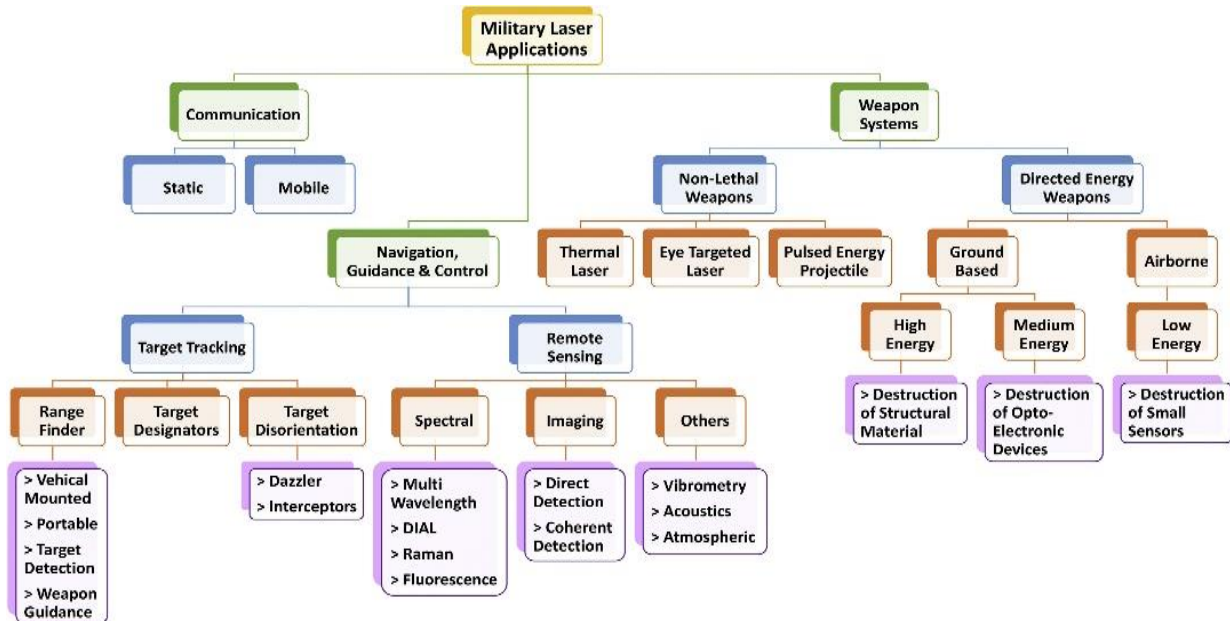 Military Laser
Applications
Communication
Weapon
Systems
Static
Mobile
Non-Lethal
Weapons
Directed Energy
Weapons
Navigation,
Guidance & Control
Thermal
Laser
Eye Targeted
Laser
Pulsed Energy
Projectile
Ground
Based
Airborne
Target Tracking
Remote
Sensing
High
Energy
Medium
Energy
Low
Energy
> Destruction
of Structural
Material
> Destruction
of Opto-
Electronic
Devices
> Destruction
of Small
Sensors
Range
Finder
Target
Designators
Target
Disorientation
Spectral
Imaging
Others
> Vehical
Mounted
> Portable
> Target
Detection
> Weapon
Guidance
> Dazzler
> Interceptors
> Multi
Wavelength
> DIAL
> Raman
> Fluorescence
> Direct
Detection
> Coherent
Detection
> Vibrometry
> Acoustics
> Atmospheric